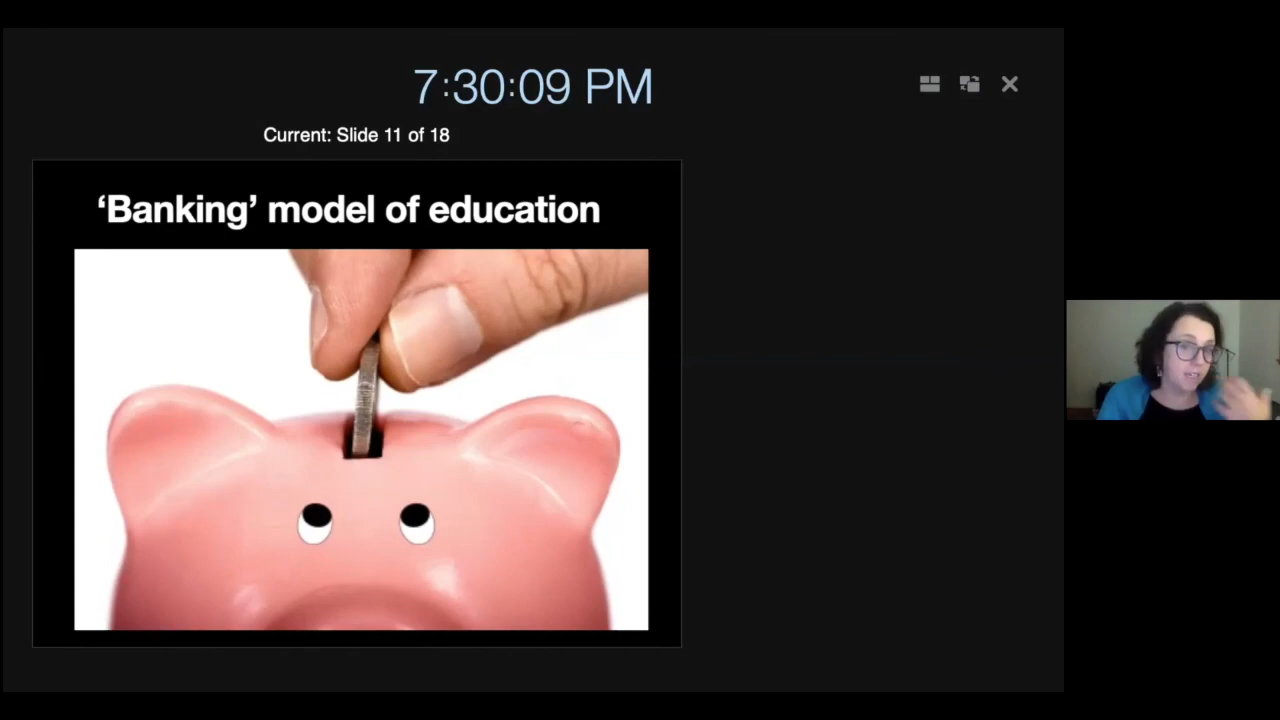 7:30:09 PM
Current: Slide 11 of 18
‘Banking’ model of education